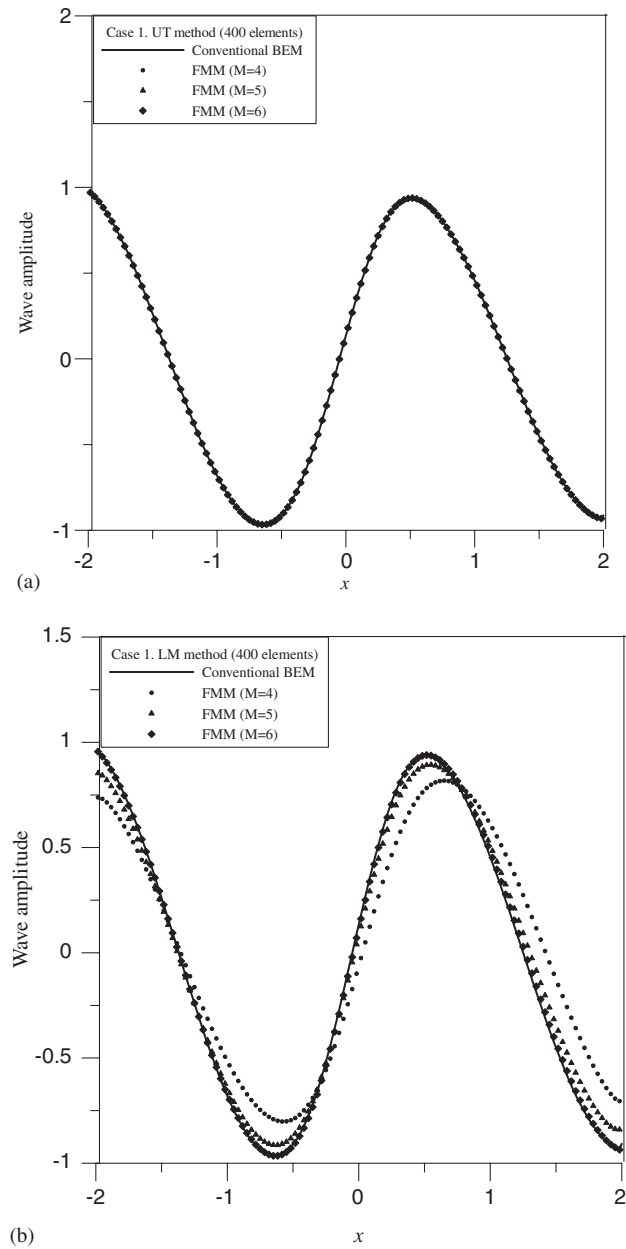 2
Case 1. UT method (400 elements)
Conventional BEM
FMM (M=4)
FMM (M=5)
FMM (M=6)
1
Wave amplitude
0
-1
-2 -1 0 1 2
(a)
x
1.5
Case 1. LM method (400 elements)
Conventional BEM
FMM (M=4)
FMM (M=5)
FMM (M=6)
1
0.5
Wave amplitude
0
-0.5
-1
-2 -1 0 1 2
(b)
x